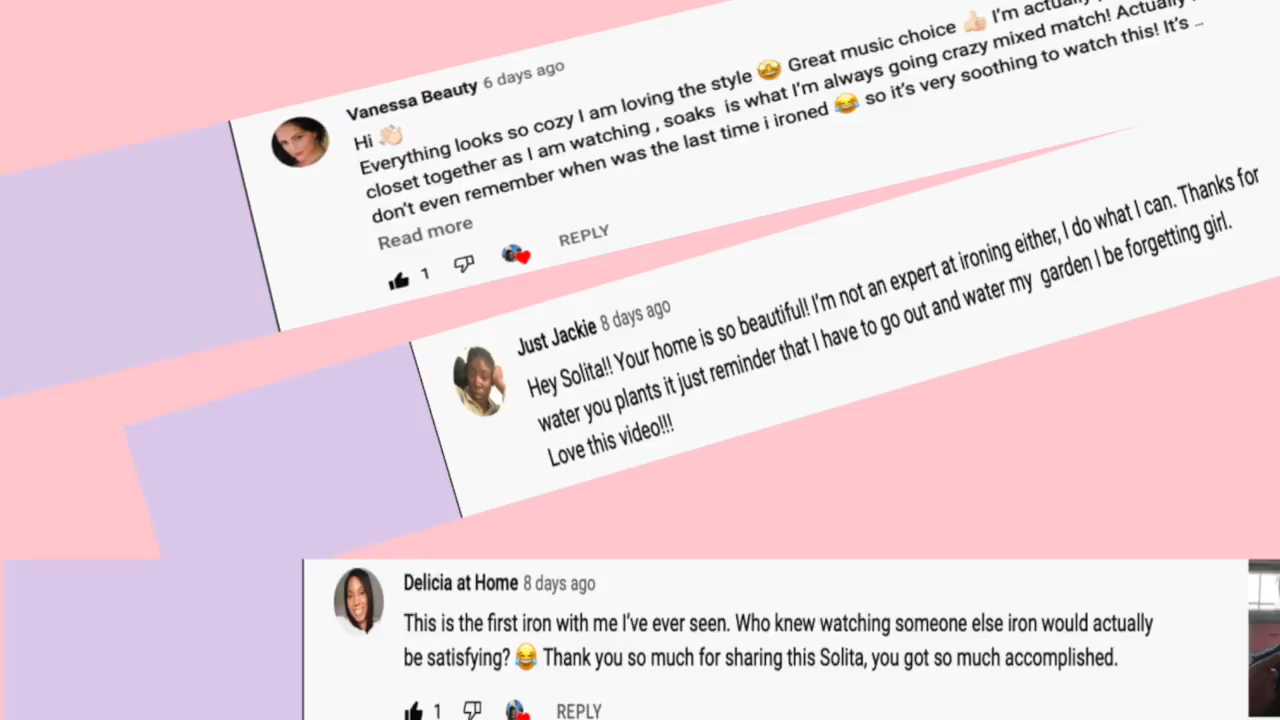 Vanessa Beauty 6 days ago
Hi 👋🏻
Everything looks so cozy I am loving the style 🤩 Great music choice 👍🏻 I'm actually
closet together as I am watching , soaks is what I'm always going crazy mixed match! Actually
don't even remember when was the last time i ironed 😂 so it's very soothing to watch this! It's ...
Read more
1 REPLY
Just Jackie 8 days ago
Hey Solita!! Your home is so beautiful! I'm not an expert at ironing either, I do what I can. Thanks for
water you plants it just reminder that I have to go out and water my garden I be forgetting girl.
Love this video!!!
Delicia at Home 8 days ago
This is the first iron with me I've ever seen. Who knew watching someone else iron would actually
be satisfying? 😂 Thank you so much for sharing this Solita, you got so much accomplished.
1 REPLY